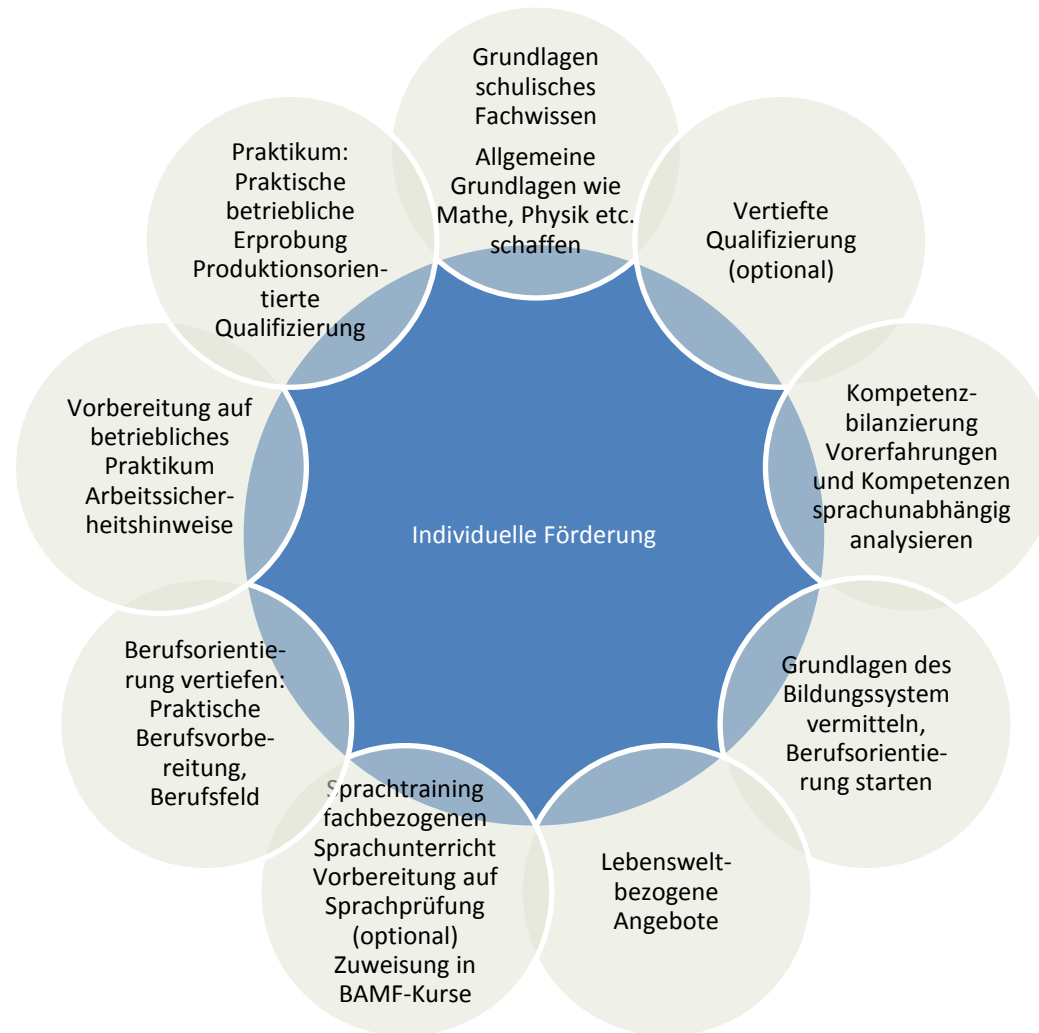 Grundlagen
schulisches
Fachwissen
Allgemeine
Grundlagen wie
Mathe, Physik etc.
schaffen
Vertiefte
Qualifizierung
(optional)
Kompetenz-
bilanzierung
Vorerfahrungen
und Kompetenzen
sprachunabhängig
analysieren
Grundlagen des
Bildungssystem
vermitteln,
Berufsorientie-
rung starten
Lebenswelt-
bezogene
Angebote
Sprachtraining
fachbezogenen
Sprachunterricht
Vorbereitung auf
Sprachprüfung
(optional)
Zuweisung in
BAMF-Kurse
Berufsorientie-
rung vertiefen:
Praktische
Berufsvorbe-
reitung,
Berufsfeld
Vorbereitung auf
betriebliches
Praktikum
Arbeitssicher-
heitshinweise
Praktikum:
Praktische
betriebliche
Erprobung
Produktionsorien-
tierte
Qualifizierung
Individuelle Förderung